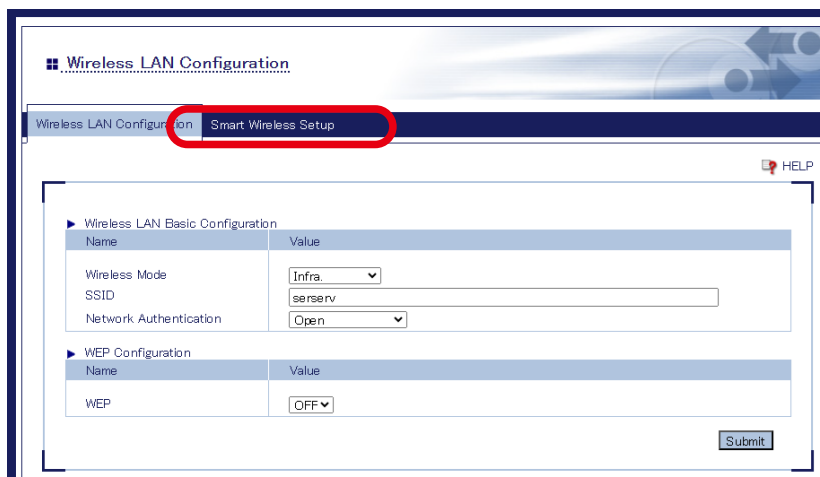 Wireless LAN Configuration
Wireless LAN Configuration Smart Wireless Setup
HELP
Wireless LAN Basic Configuration
Name Value
Wireless Mode Infra.
SSID serserv
Network Authentication Open
WEP Configuration
Name Value
WEP OFF
Submit